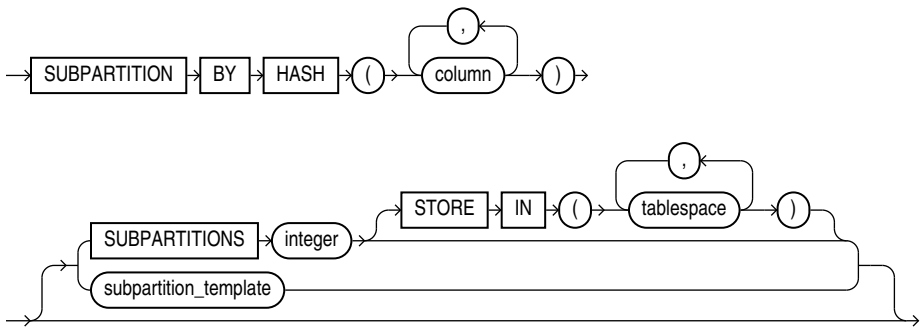 ,
SUBPARTITION BY HASH ( column )
,
STORE IN ( tablespace )
SUBPARTITIONS integer
subpartition_template